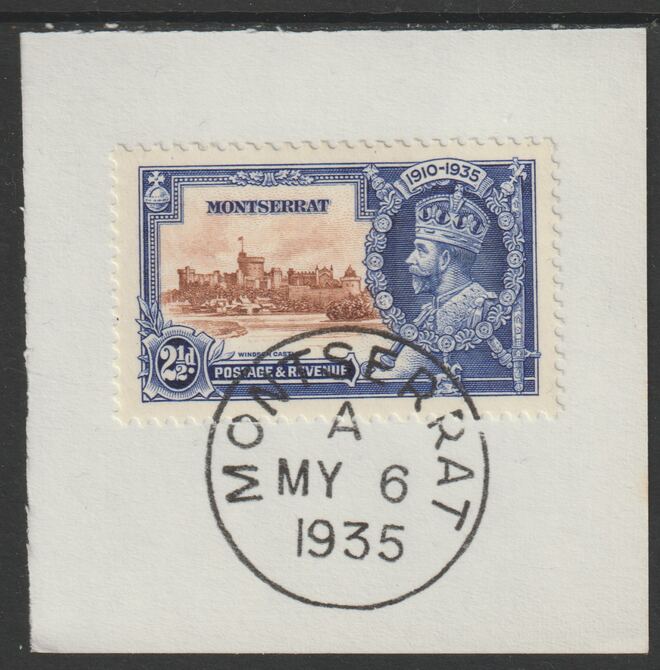 1910-1935
MONTSERRAT
WINDSOR CASTLE
2½d.
POSTAGE & REVENUE
MONTSERRAT
A
MY 6
1935